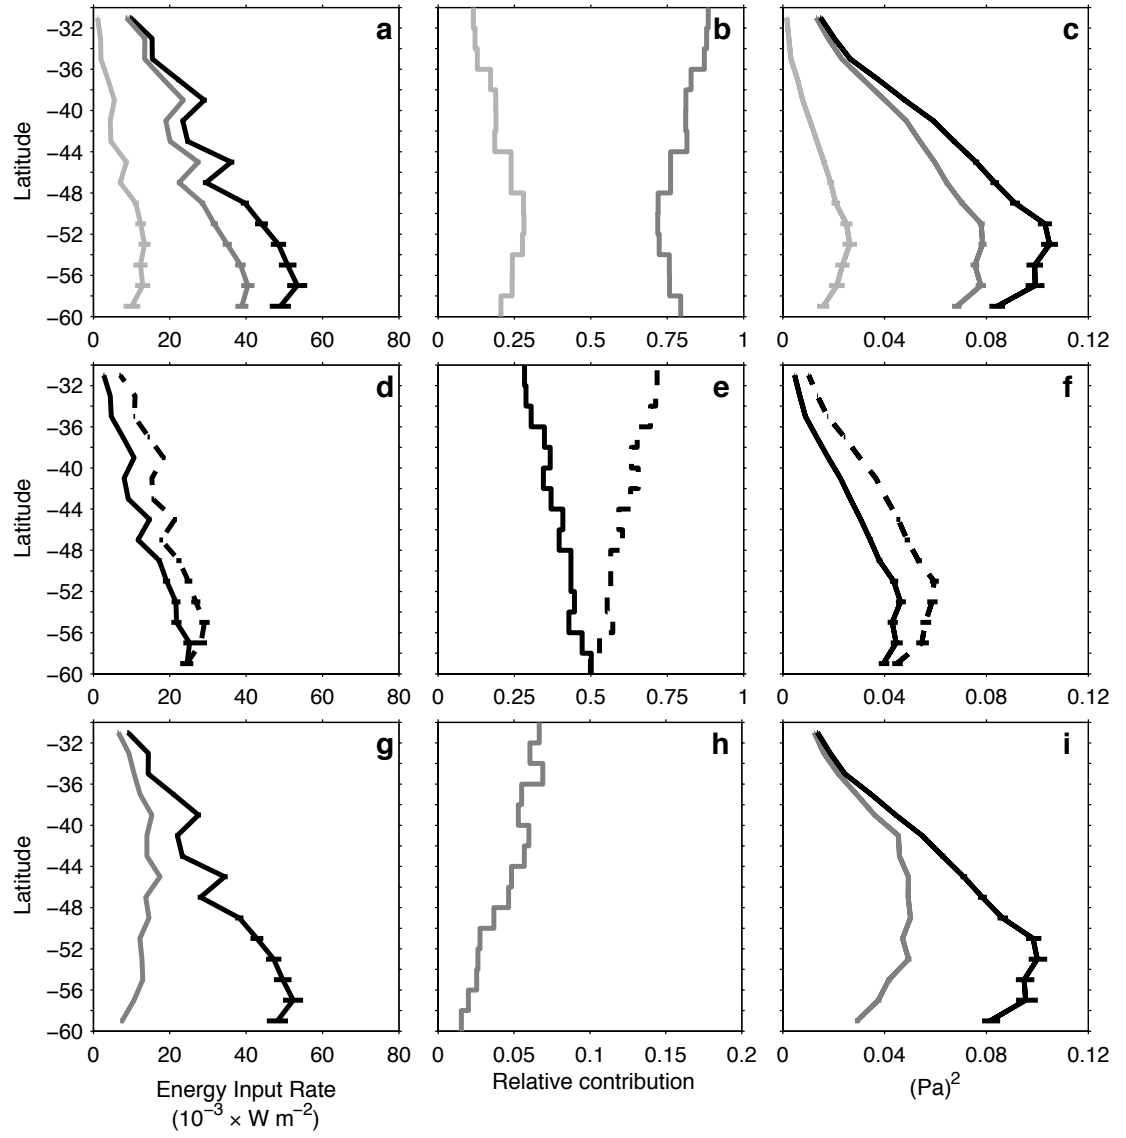 a
b
c
−32
−36
−40
−44
−48
−52
−56
−60
Latitude
0 20 40 60 80
0 0.25 0.5 0.75 1
0 0.04 0.08 0.12
d
e
f
−32
−36
−40
−44
−48
−52
−56
−60
Latitude
0 20 40 60 80
0 0.25 0.5 0.75 1
0 0.04 0.08 0.12
g
h
i
−32
−36
−40
−44
−48
−52
−56
−60
Latitude
0 20 40 60 80
0 0.05 0.1 0.15 0.2
0 0.04 0.08 0.12
Energy Input Rate
(10⁻³ × W m⁻²)
Relative contribution
(Pa)²